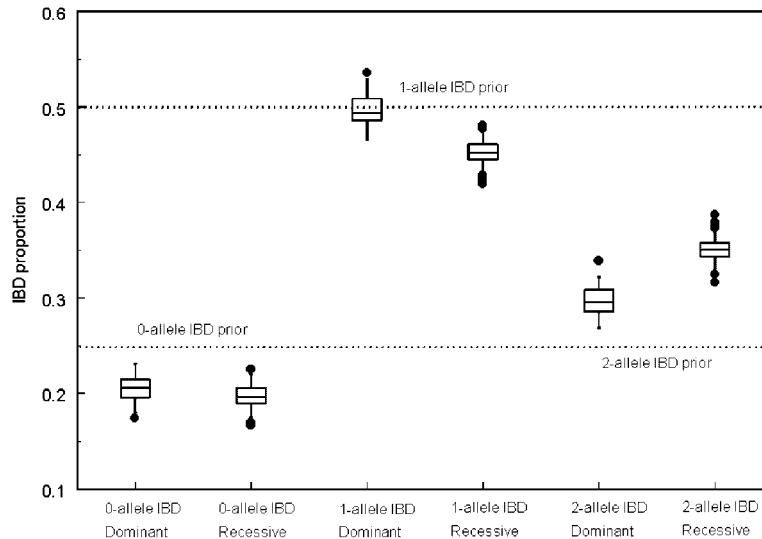 0.6
0.5
0.4
0.3
0.2
0.1
IBD proportion
1-allele IBD prior
0-allele IBD prior
2-allele IBD prior
0-allele IBD 0-allele IBD 1-allele IBD 1-allele IBD 2-allele IBD 2-allele IBD
Dominant Recessive Dominant Recessive Dominant Recessive